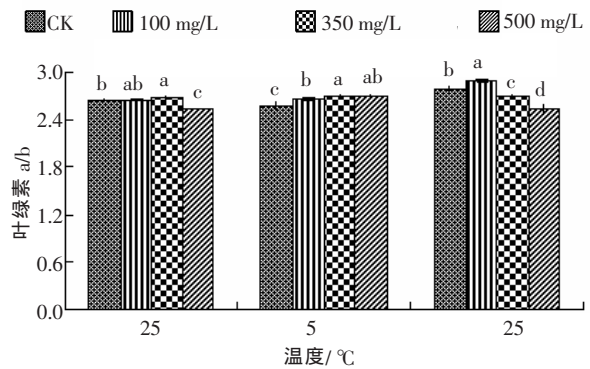 CK 100 mg/L 350 mg/L 500 mg/L
叶绿素 a/b
3.0
2.4
1.8
1.2
0.6
0.0
b ab a c
c b a ab
b a c d
25 5 25
温度/ ℃